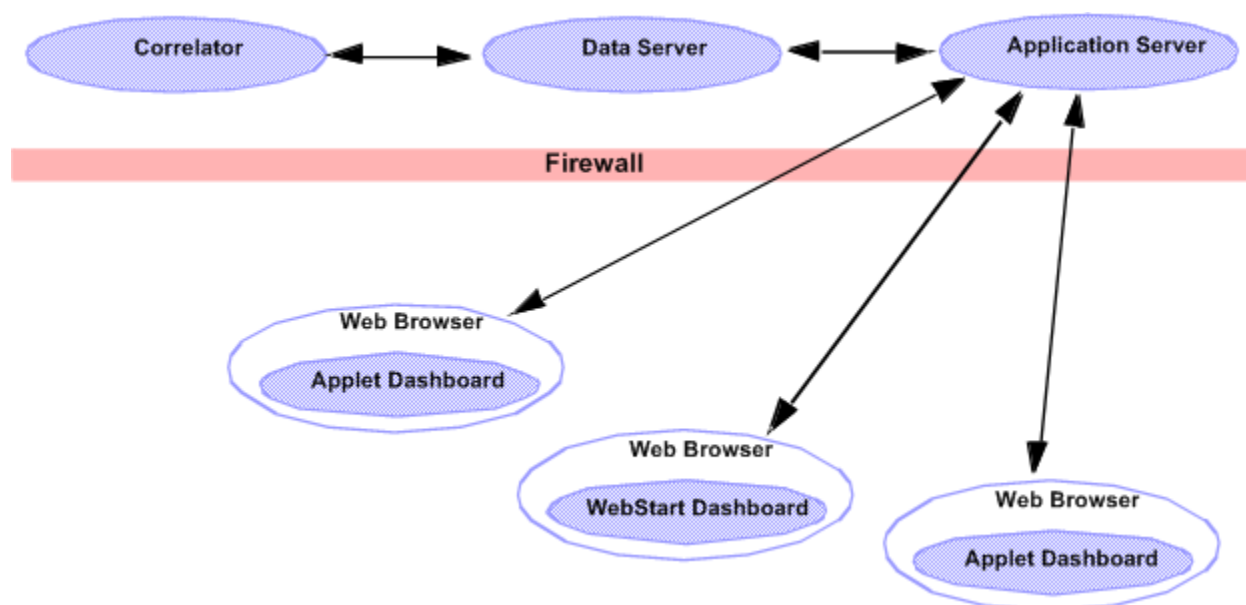 Correlator
Data Server
Application Server
Firewall
Web Browser
Applet Dashboard
Web Browser
WebStart Dashboard
Web Browser
Applet Dashboard